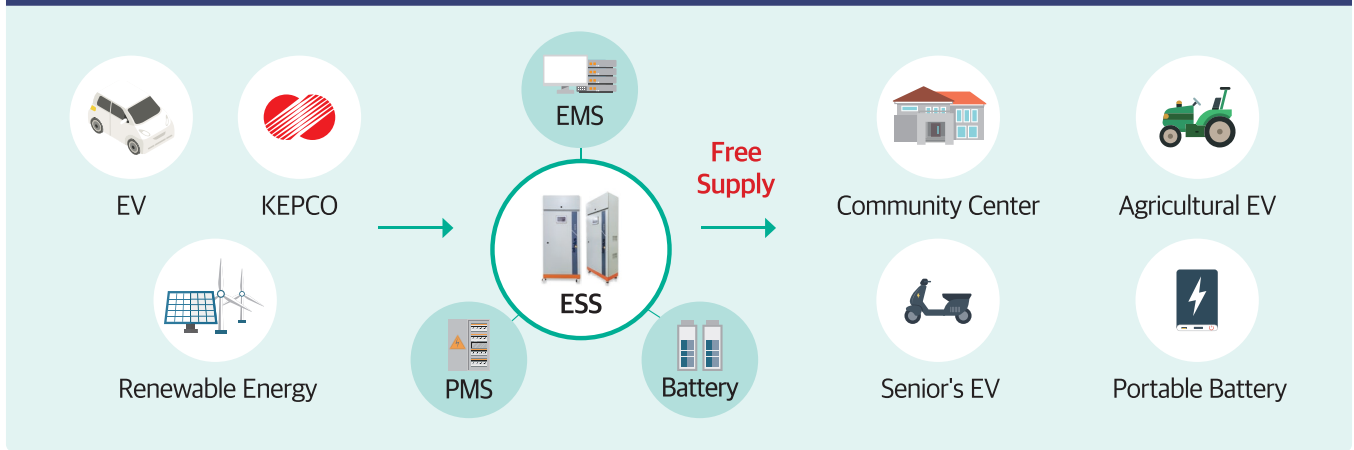 EV
KEPCO
Renewable Energy
EMS
ESS
PMS
Battery
Free
Supply
Community Center
Agricultural EV
Senior's EV
Portable Battery